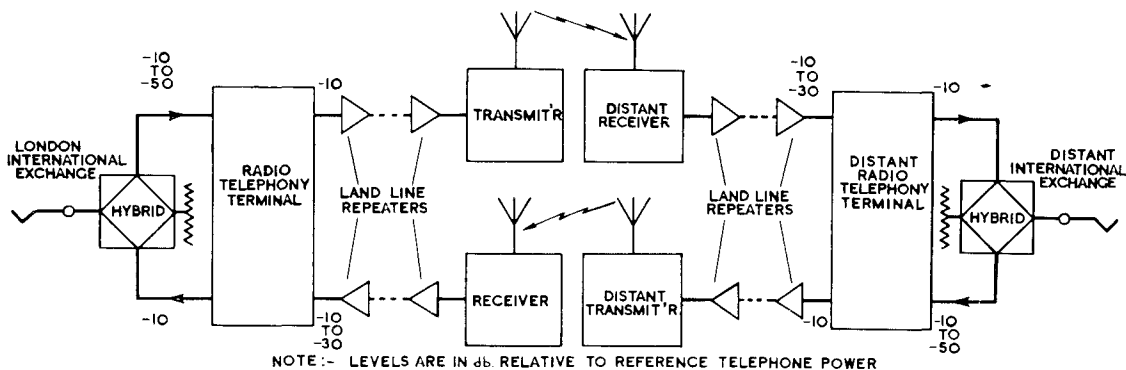 -10
TO
-50
-10
TRANSMIT'R
DISTANT
RECEIVER
-10
TO
-30
-10
LONDON
INTERNATIONAL
EXCHANGE
HYBRID
RADIO
TELEPHONY
TERMINAL
LAND LINE
REPEATERS
LAND LINE
REPEATERS
DISTANT
RADIO
TELEPHONY
TERMINAL
DISTANT
INTERNATIONAL
EXCHANGE
HYBRID
-10
-10
TO
-30
RECEIVER
DISTANT
TRANSMIT'R
-10
-10
TO
-50
NOTE:- LEVELS ARE IN db. RELATIVE TO REFERENCE TELEPHONE POWER